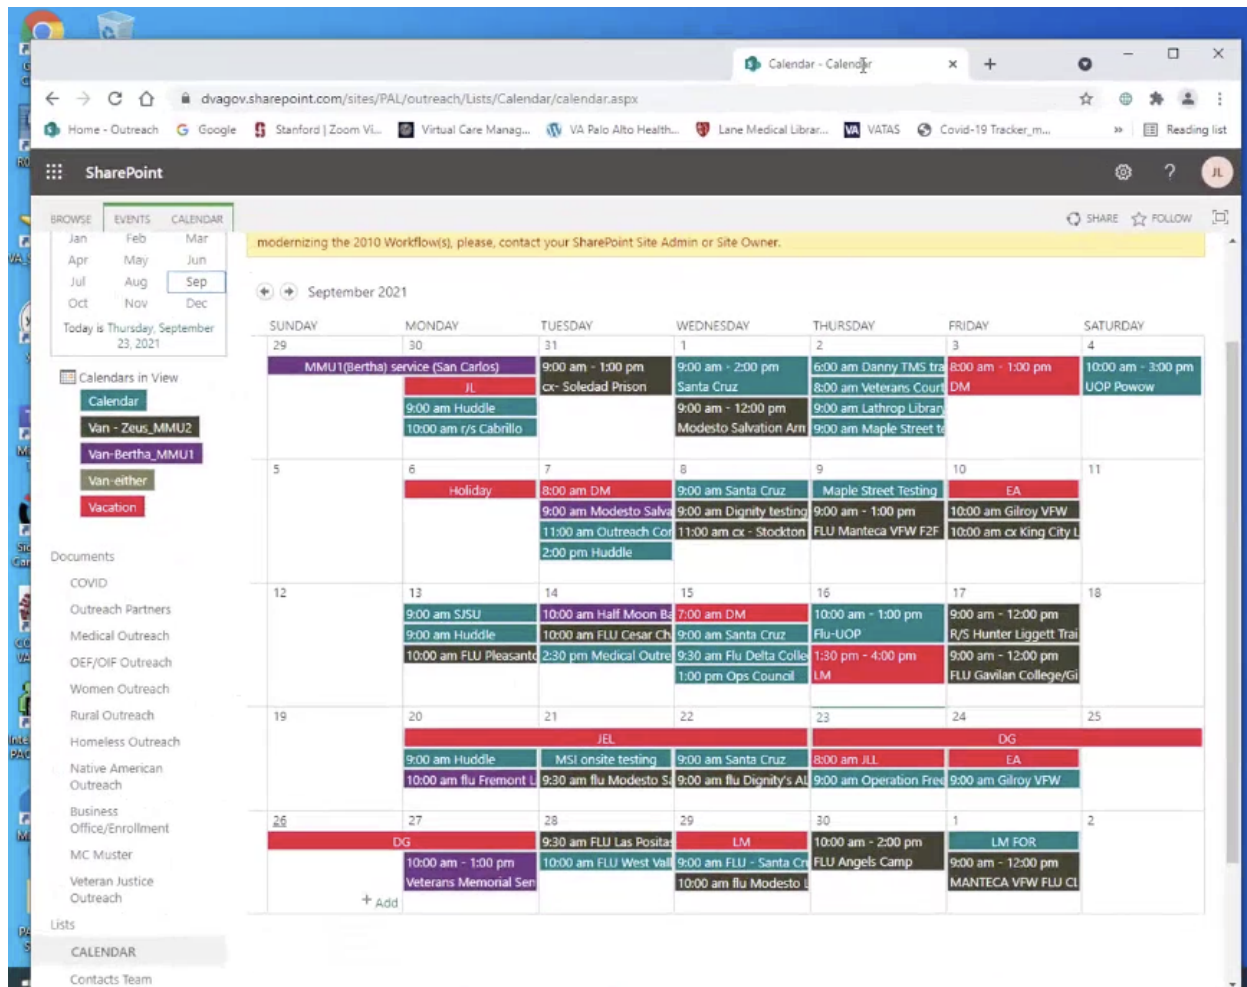 Calendar - Calendar
dvagov.sharepoint.com/sites/PAL/outreach/Lists/Calendar/calendar.aspx
Home - Outreach Google Stanford | Zoom Vi... Virtual Care Manag... VA Palo Alto Health... Lane Medical Librar... VA VATAS Covid-19 Tracker_m... » Reading list
SharePoint ? JL
BROWSE EVENTS CALENDAR SHARE FOLLOW
Jan Feb Mar
Apr May Jun
Jul Aug Sep
Oct Nov Dec
Today is Thursday, September
23, 2021
Calendars in View
Calendar
Van - Zeus_MMU2
Van-Bertha_MMU1
Van-either
Vacation
Documents
COVID
Outreach Partners
Medical Outreach
OEF/OIF Outreach
Women Outreach
Rural Outreach
Homeless Outreach
Native American
Outreach
Business
Office/Enrollment
MC Muster
Veteran Justice
Outreach
Lists
CALENDAR
Contacts Team
modernizing the 2010 Workflow(s), please, contact your SharePoint Site Admin or Site Owner.
September 2021
SUNDAY MONDAY TUESDAY WEDNESDAY THURSDAY FRIDAY SATURDAY
29 30 31 1 2 3 4
MMU1(Bertha) service (San Carlos) 9:00 am - 1:00 pm 9:00 am - 2:00 pm 6:00 am Danny TMS tra 8:00 am - 1:00 pm 10:00 am - 3:00 pm
JL cx- Soledad Prison Santa Cruz 8:00 am Veterans Court DM UOP Powow
9:00 am Huddle 9:00 am - 12:00 pm 9:00 am Lathrop Library
10:00 am r/s Cabrillo Modesto Salvation Arm 9:00 am Maple Street te
5 6 7 8 9 10 11
Holiday 8:00 am DM 9:00 am Santa Cruz Maple Street Testing EA
9:00 am Modesto Salva 9:00 am Dignity testing 9:00 am - 1:00 pm 10:00 am Gilroy VFW
11:00 am Outreach Cor 11:00 am cx - Stockton FLU Manteca VFW F2F 10:00 am cx King City L
2:00 pm Huddle
12 13 14 15 16 17 18
9:00 am SJSU 10:00 am Half Moon Ba 7:00 am DM 10:00 am - 1:00 pm 9:00 am - 12:00 pm
9:00 am Huddle 10:00 am FLU Cesar Ch 9:00 am Santa Cruz Flu-UOP R/S Hunter Liggett Trai
10:00 am FLU Pleasanto 2:30 pm Medical Outre 9:30 am Flu Delta Colle 1:30 pm - 4:00 pm 9:00 am - 12:00 pm
1:00 pm Ops Council LM FLU Gavilan College/Gi
19 20 21 22 23 24 25
JEL DG
9:00 am Huddle MSI onsite testing 9:00 am Santa Cruz 8:00 am JLL EA
10:00 am flu Fremont L 9:30 am flu Modesto Sa 9:00 am flu Dignity's AL 9:00 am Operation Free 9:00 am Gilroy VFW
26 27 28 29 30 1 2
DG 9:30 am FLU Las Positas LM 10:00 am - 2:00 pm LM FOR
10:00 am - 1:00 pm 10:00 am FLU West Vall 9:00 am FLU - Santa Cru FLU Angels Camp 9:00 am - 12:00 pm
Veterans Memorial Sen 10:00 am flu Modesto L MANTECA VFW FLU CL
+ Add